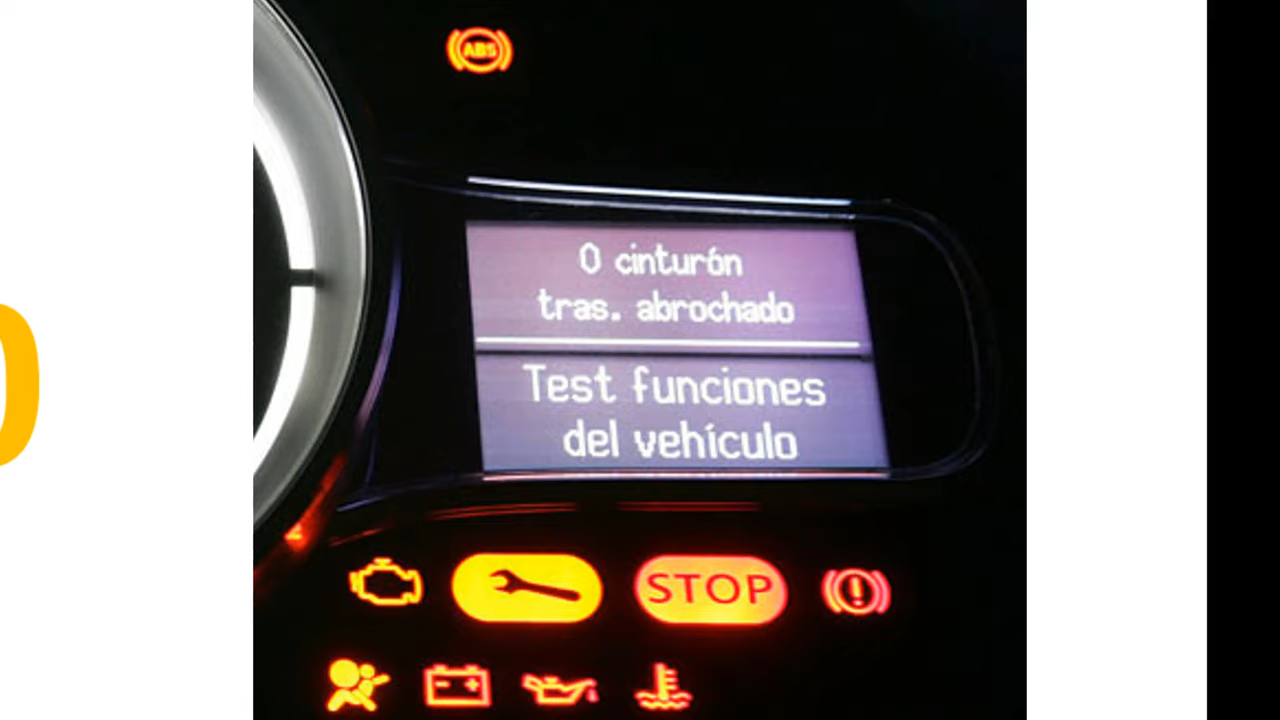 ABS
0 cinturón
tras. abrochado
Test funciones
del vehículo
STOP